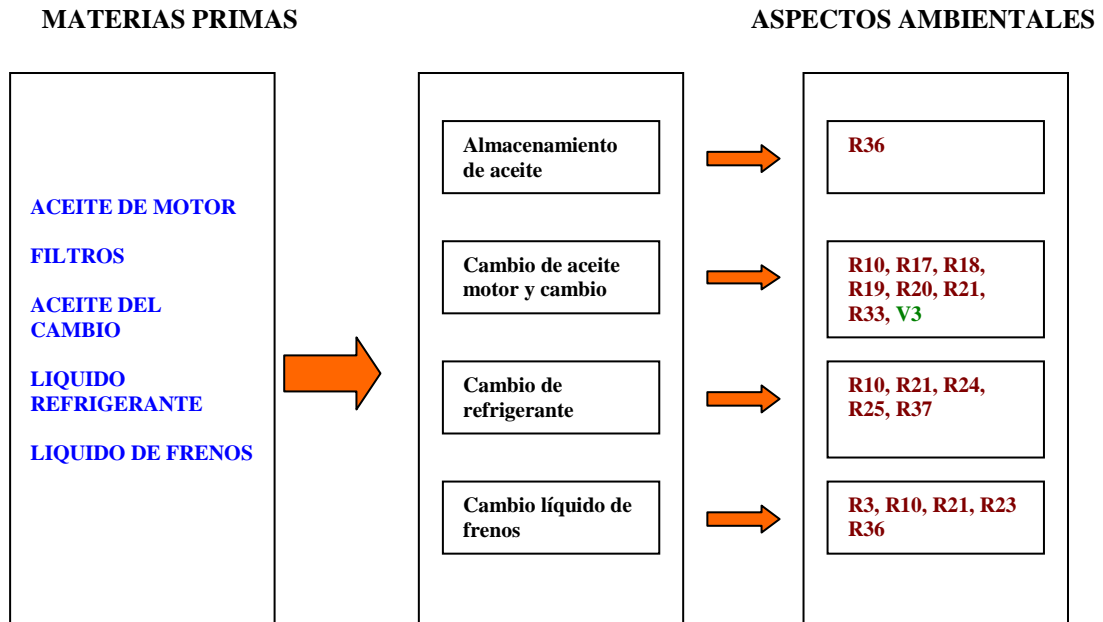 MATERIAS PRIMAS
ASPECTOS AMBIENTALES
ACEITE DE MOTOR
FILTROS
ACEITE DEL
CAMBIO
LIQUIDO
REFRIGERANTE
LIQUIDO DE FRENOS
Almacenamiento
de aceite
R36
Cambio de aceite
motor y cambio
R10, R17, R18,
R19, R20, R21,
R33, V3
Cambio de
refrigerante
R10, R21, R24,
R25, R37
Cambio líquido de
frenos
R3, R10, R21, R23
R36